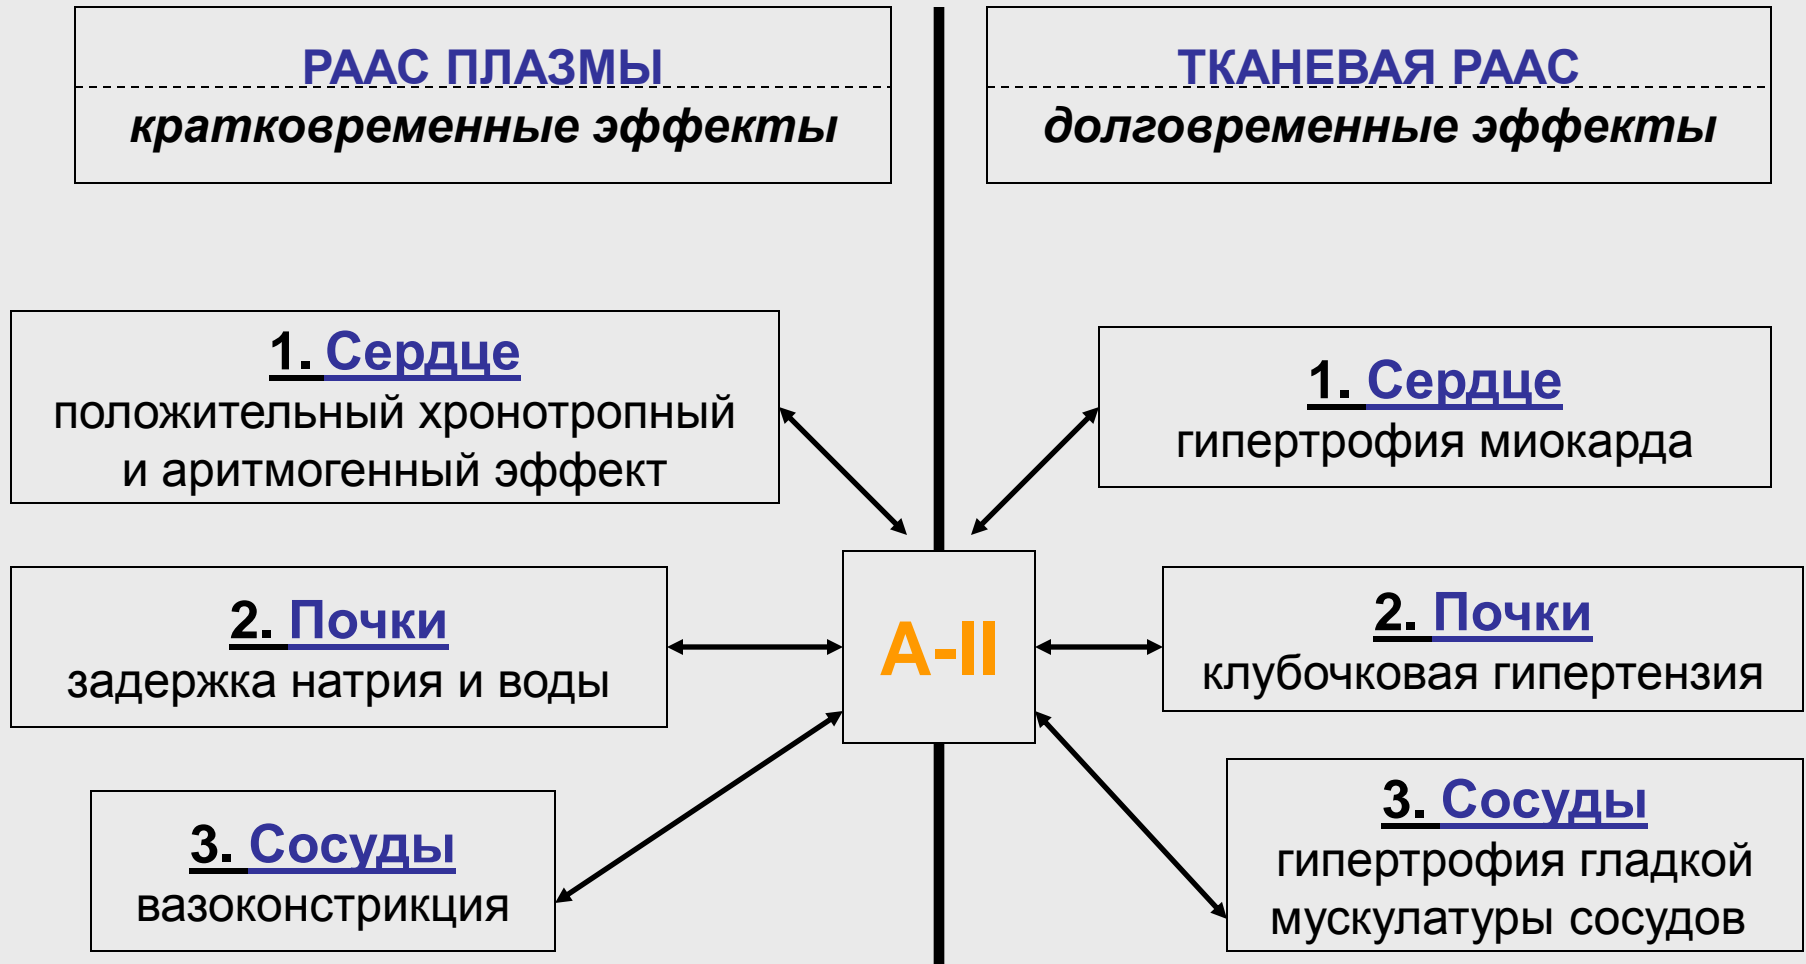 РААС ПЛАЗМЫ
кратковременные эффекты
ТКАНЕВАЯ РААС
долговременные эффекты
1. Сердце
положительный хронотропный
и аритмогенный эффект
2. Почки
задержка натрия и воды
3. Сосуды
вазоконстрикция
А-II
1. Сердце
гипертрофия миокарда
2. Почки
клубочковая гипертензия
3. Сосуды
гипертрофия гладкой
мускулатуры сосудов